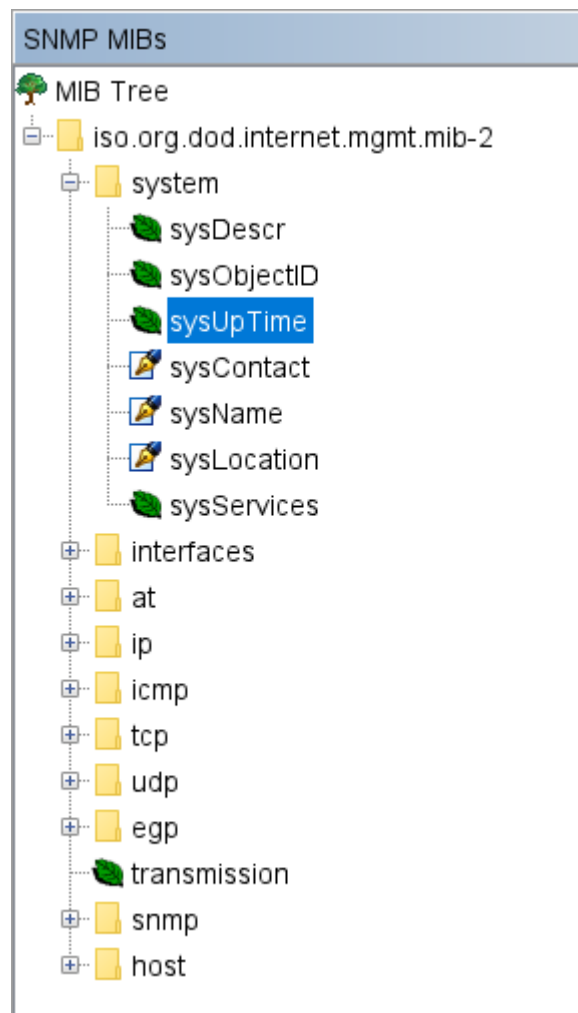 SNMP MIBs
MIB Tree
iso.org.dod.internet.mgmt.mib-2
system
sysDescr
sysObjectID
sysUpTime
sysContact
sysName
sysLocation
sysServices
interfaces
at
ip
icmp
tcp
udp
egp
transmission
snmp
host